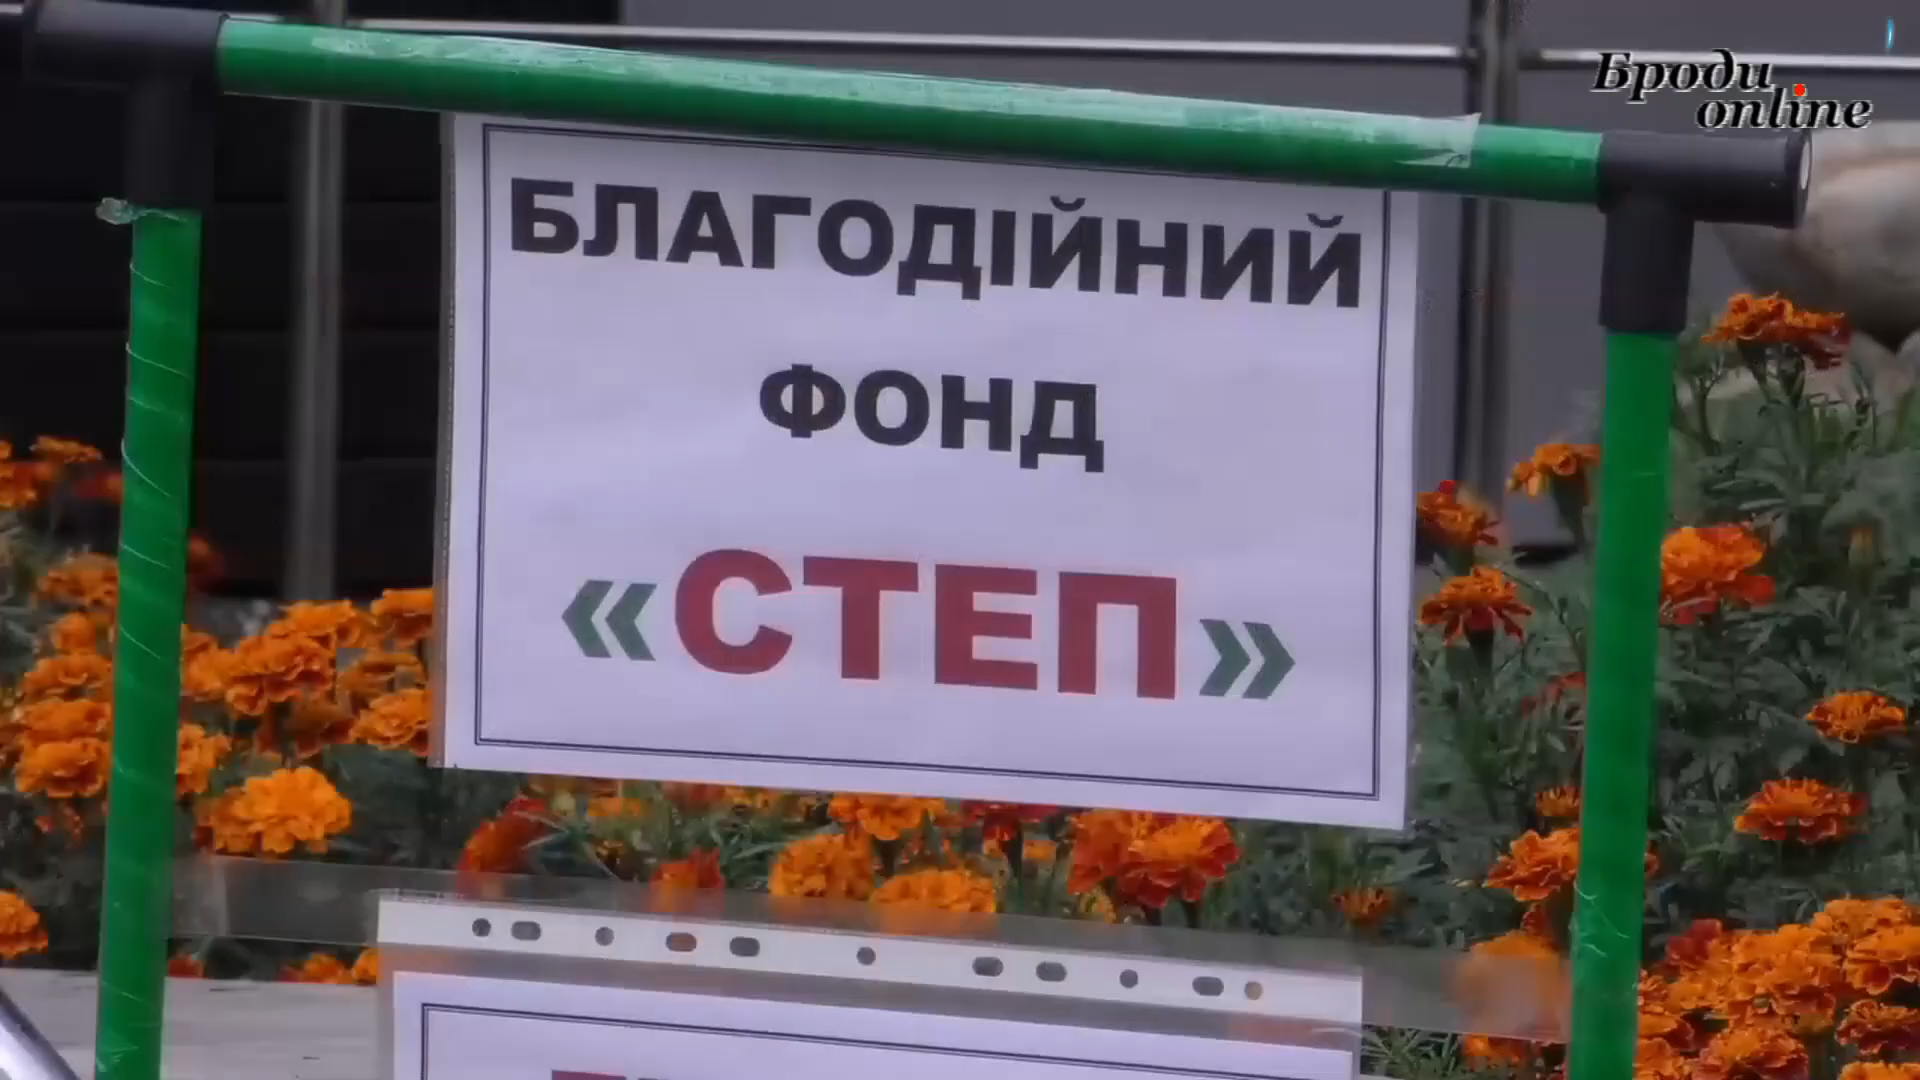 Броди
online
БЛАГОДІЙНИЙ
ФОНД
«СТЕП»